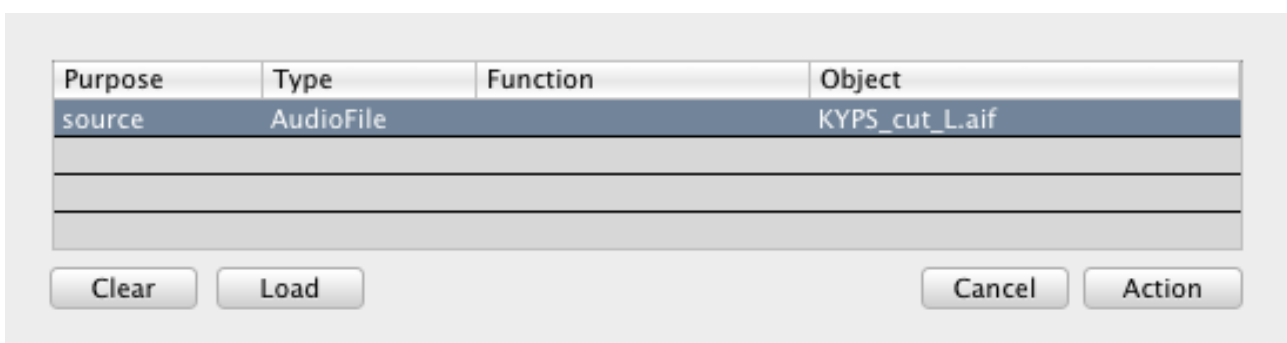 Purpose Type Function Object
source AudioFile KYPS_cut_L.aif
Clear Load Cancel Action